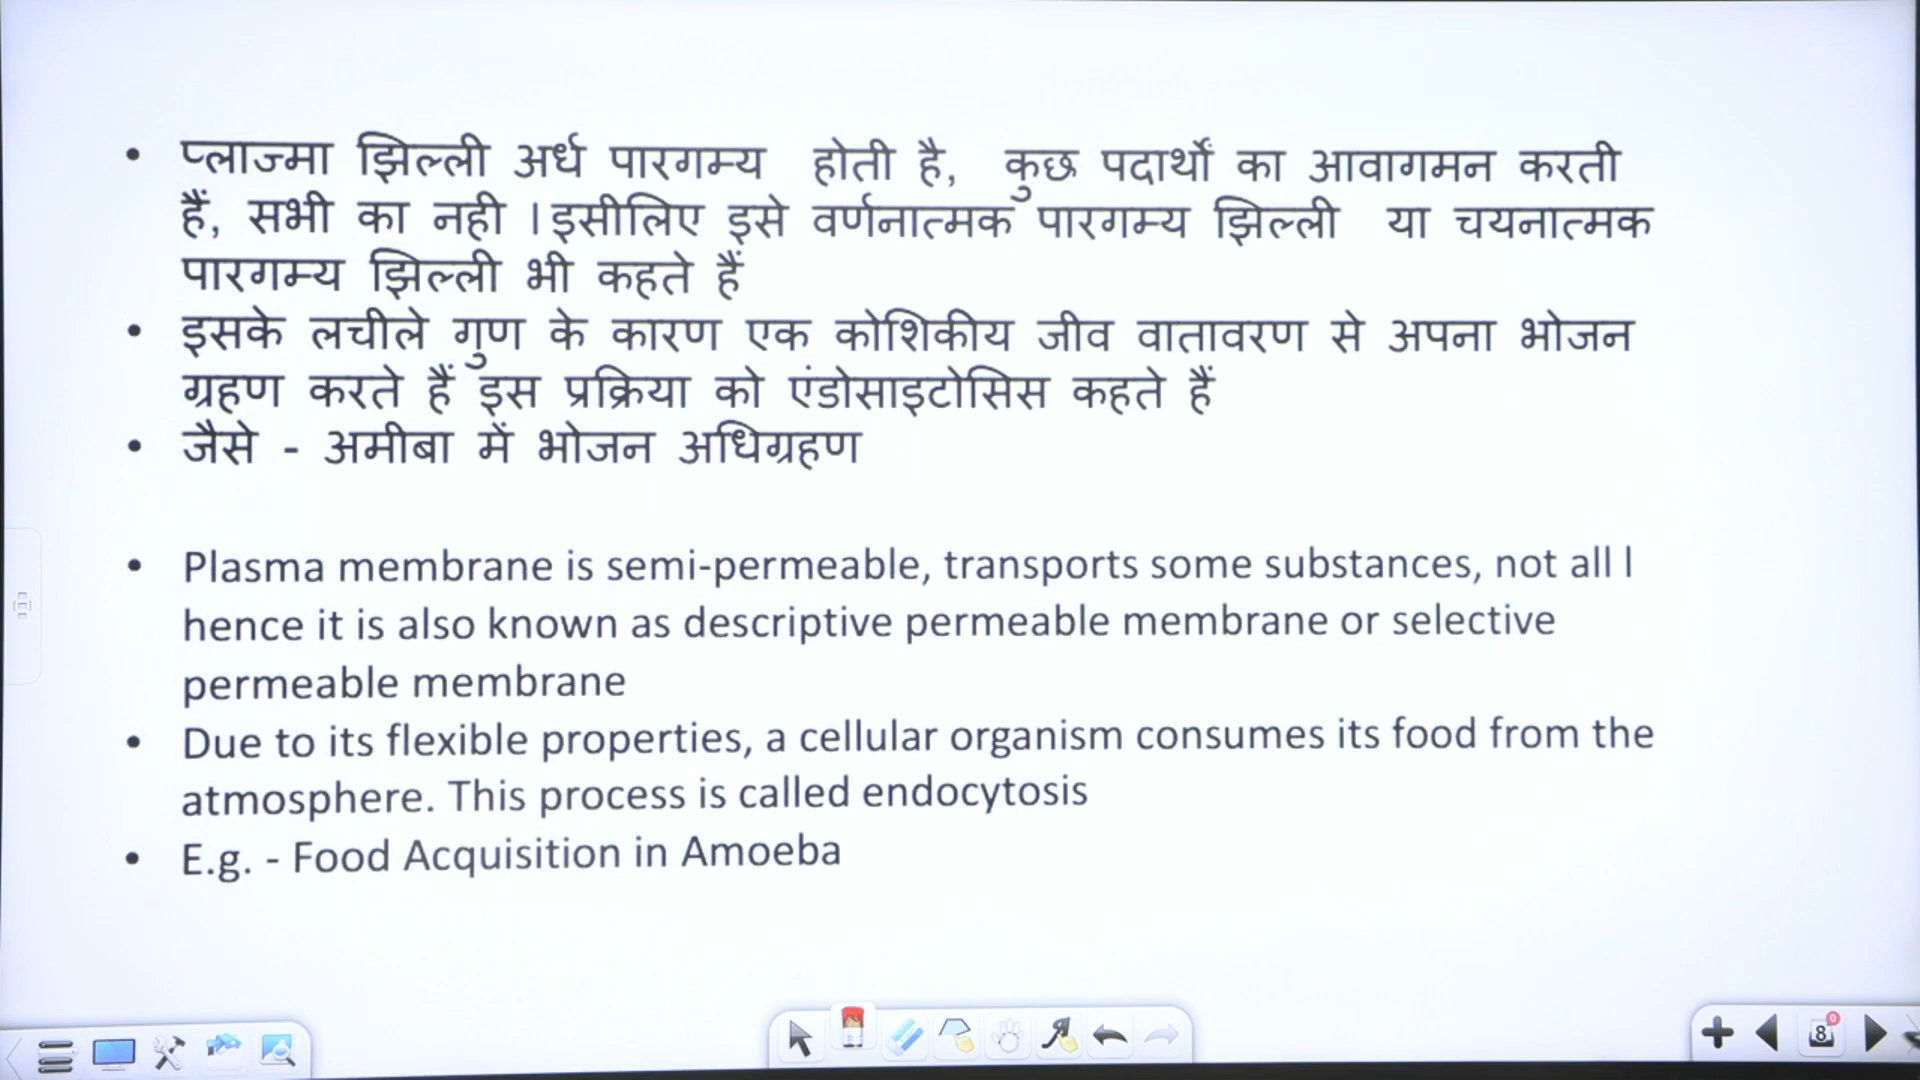 • प्लाज्मा झिल्ली अर्ध पारगम्य होती है, कुछ पदार्थों का आवागमन करती
हैं, सभी का नही । इसीलिए इसे वर्णनात्मक पारगम्य झिल्ली या चयनात्मक
पारगम्य झिल्ली भी कहते हैं
• इसके लचीले गुण के कारण एक कोशिकीय जीव वातावरण से अपना भोजन
ग्रहण करते हैं इस प्रक्रिया को एंडोसाइटोसिस कहते हैं
• जैसे - अमीबा में भोजन अधिग्रहण
• Plasma membrane is semi-permeable, transports some substances, not all l
hence it is also known as descriptive permeable membrane or selective
permeable membrane
• Due to its flexible properties, a cellular organism consumes its food from the
atmosphere. This process is called endocytosis
• E.g. - Food Acquisition in Amoeba
0
8